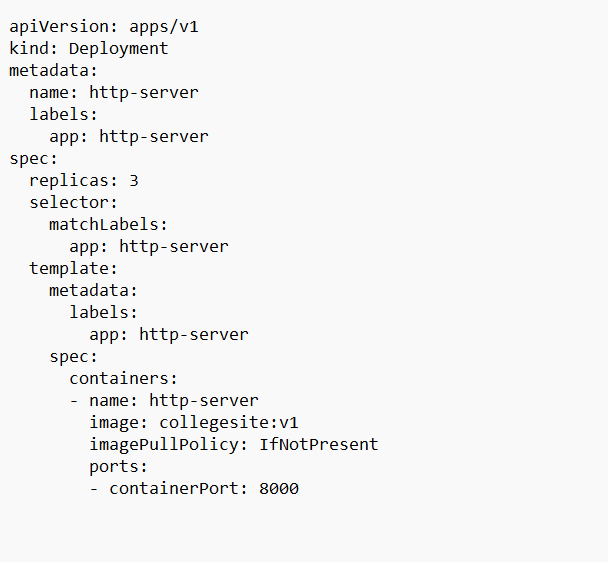 apiVersion: apps/v1
kind: Deployment
metadata:
  name: http-server
  labels:
    app: http-server
spec:
  replicas: 3
  selector:
    matchLabels:
      app: http-server
  template:
    metadata:
      labels:
        app: http-server
    spec:
      containers:
      - name: http-server
        image: collegesite:v1
        imagePullPolicy: IfNotPresent
        ports:
        - containerPort: 8000